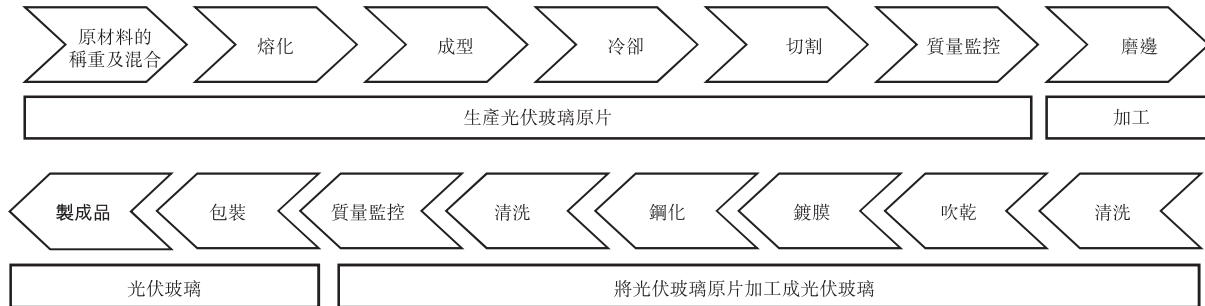 原材料的
稱重及混合
熔化
成型
冷卻
切割
質量監控
磨邊
生產光伏玻璃原片
加工
製成品
包裝
質量監控
清洗
鋼化
鍍膜
吹乾
清洗
光伏玻璃
將光伏玻璃原片加工成光伏玻璃